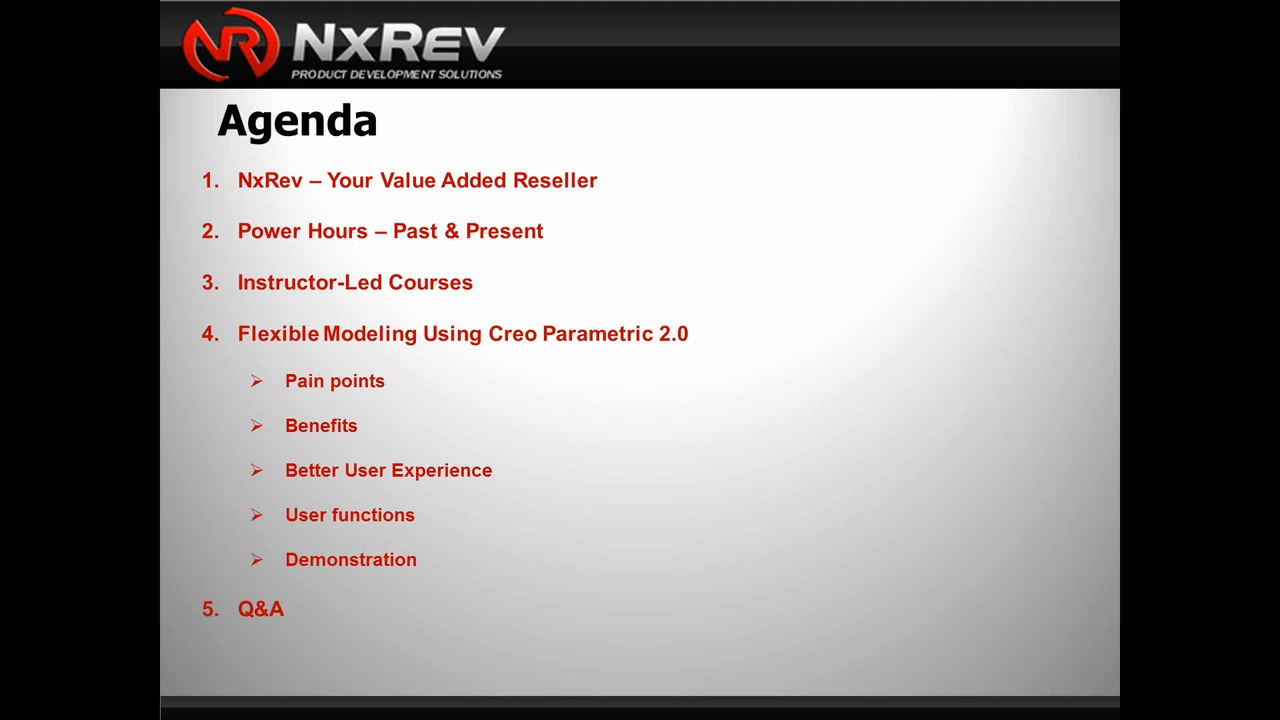 NR NxRev
PRODUCT DEVELOPMENT SOLUTIONS
Agenda
1. NxRev – Your Value Added Reseller
2. Power Hours – Past & Present
3. Instructor-Led Courses
4. Flexible Modeling Using Creo Parametric 2.0
➢ Pain points
➢ Benefits
➢ Better User Experience
➢ User functions
➢ Demonstration
5. Q&A